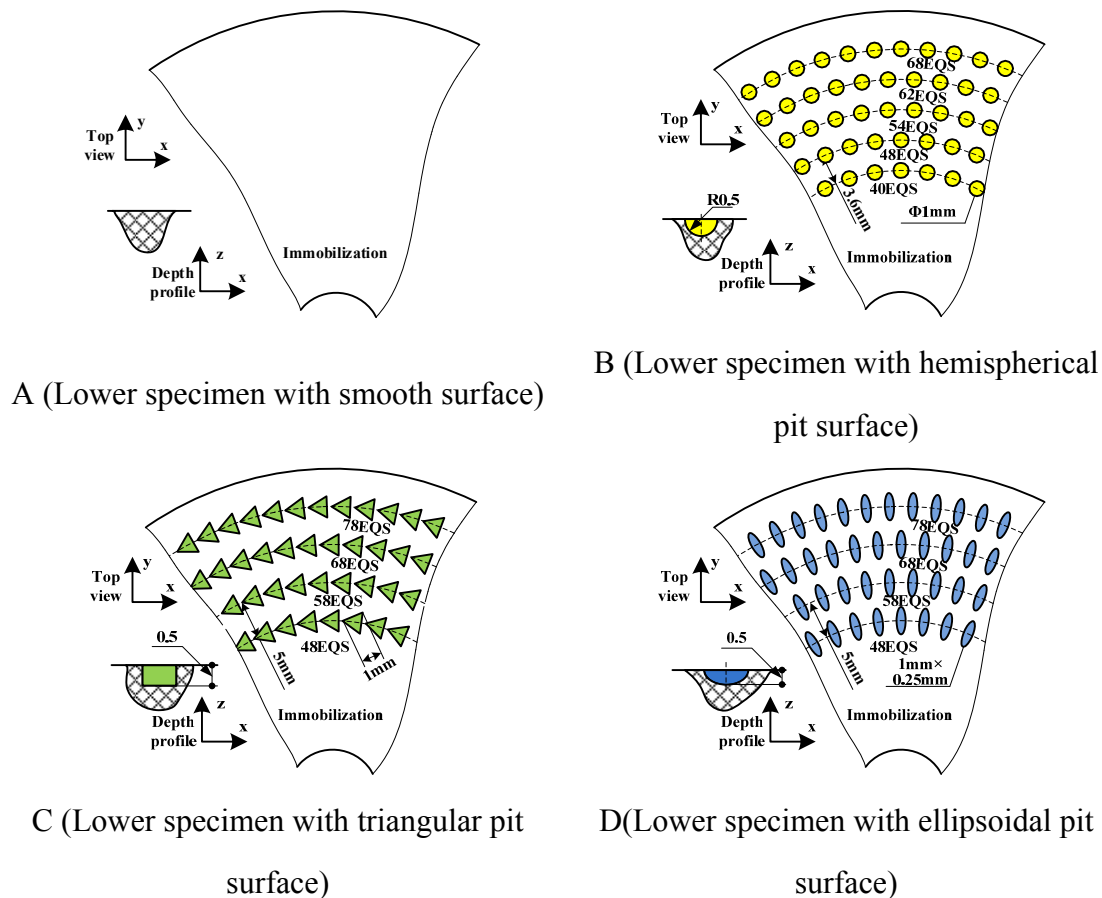 Top
view
y
x
Depth
profile
z
x
Immobilization
A (Lower specimen with smooth surface)
68EQS
62EQS
54EQS
48EQS
40EQS
3.6mm
Φ1mm
Top
view
y
x
R0.5
Depth
profile
z
x
Immobilization
B (Lower specimen with hemispherical
pit surface)
78EQS
68EQS
58EQS
48EQS
5mm
1mm
Top
view
y
x
0.5
Depth
profile
z
x
Immobilization
C (Lower specimen with triangular pit
surface)
78EQS
68EQS
58EQS
48EQS
5mm
1mm×
0.25mm
Top
view
y
x
0.5
Depth
profile
z
x
Immobilization
D(Lower specimen with ellipsoidal pit
surface)